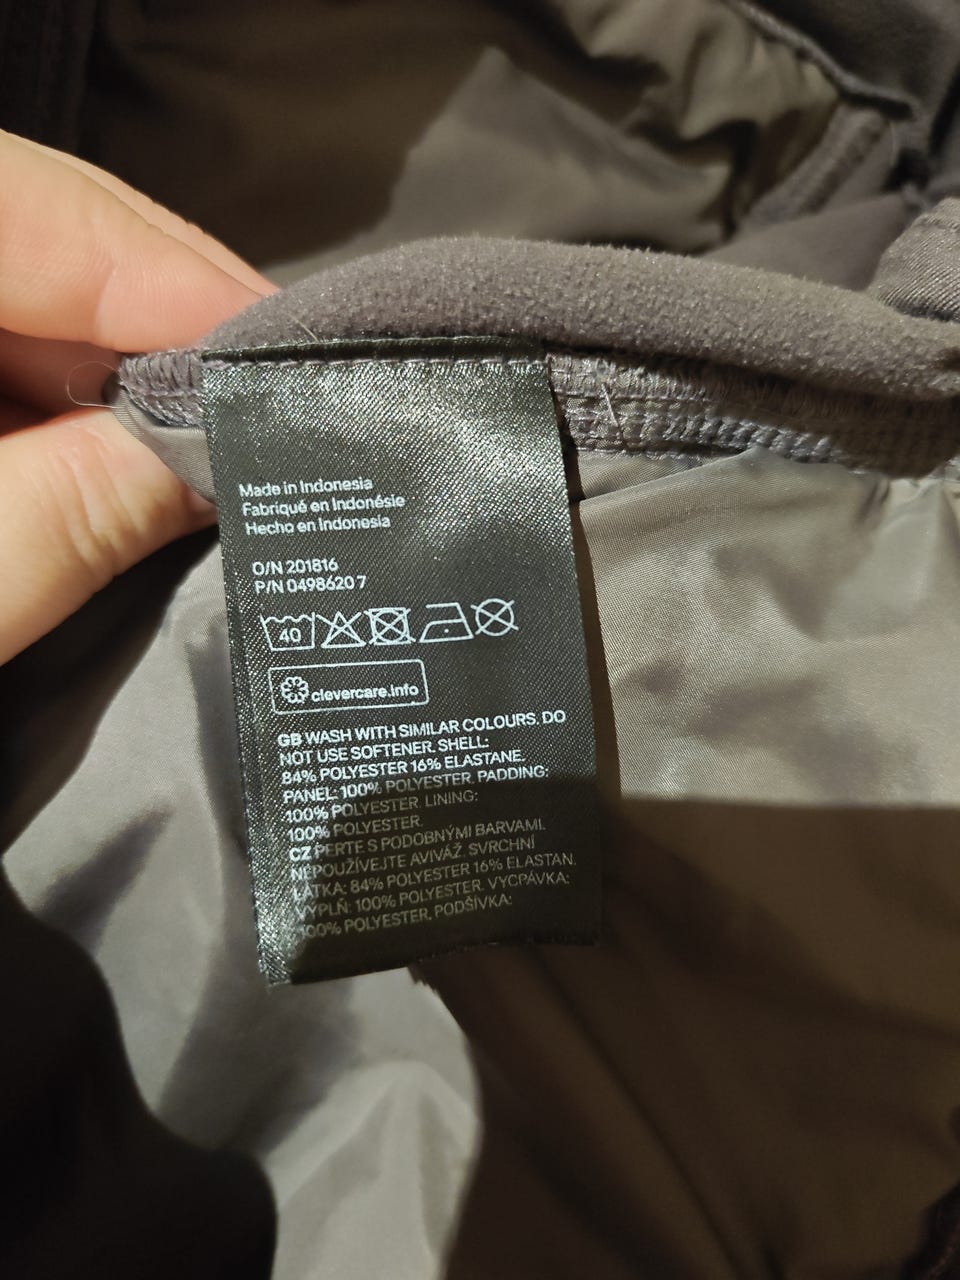 Made in Indonesia
Fabriqué en Indonésie
Hecho en Indonesia
O/N 201816
P/N 0498620 7
40
clevercare.info
GB WASH WITH SIMILAR COLOURS. DO
NOT USE SOFTENER. SHELL:
84% POLYESTER 16% ELASTANE.
PANEL: 100% POLYESTER. PADDING:
100% POLYESTER. LINING:
100% POLYESTER.
CZ PERTE S PODOBNÝMI BARVAMI.
NEPOUŽÍVEJTE AVIVÁŽ. SVRCHNÍ
LÁTKA: 84% POLYESTER 16% ELASTAN.
VÝPLŇ: 100% POLYESTER. VYCPÁVKA:
100% POLYESTER. PODŠÍVKA: